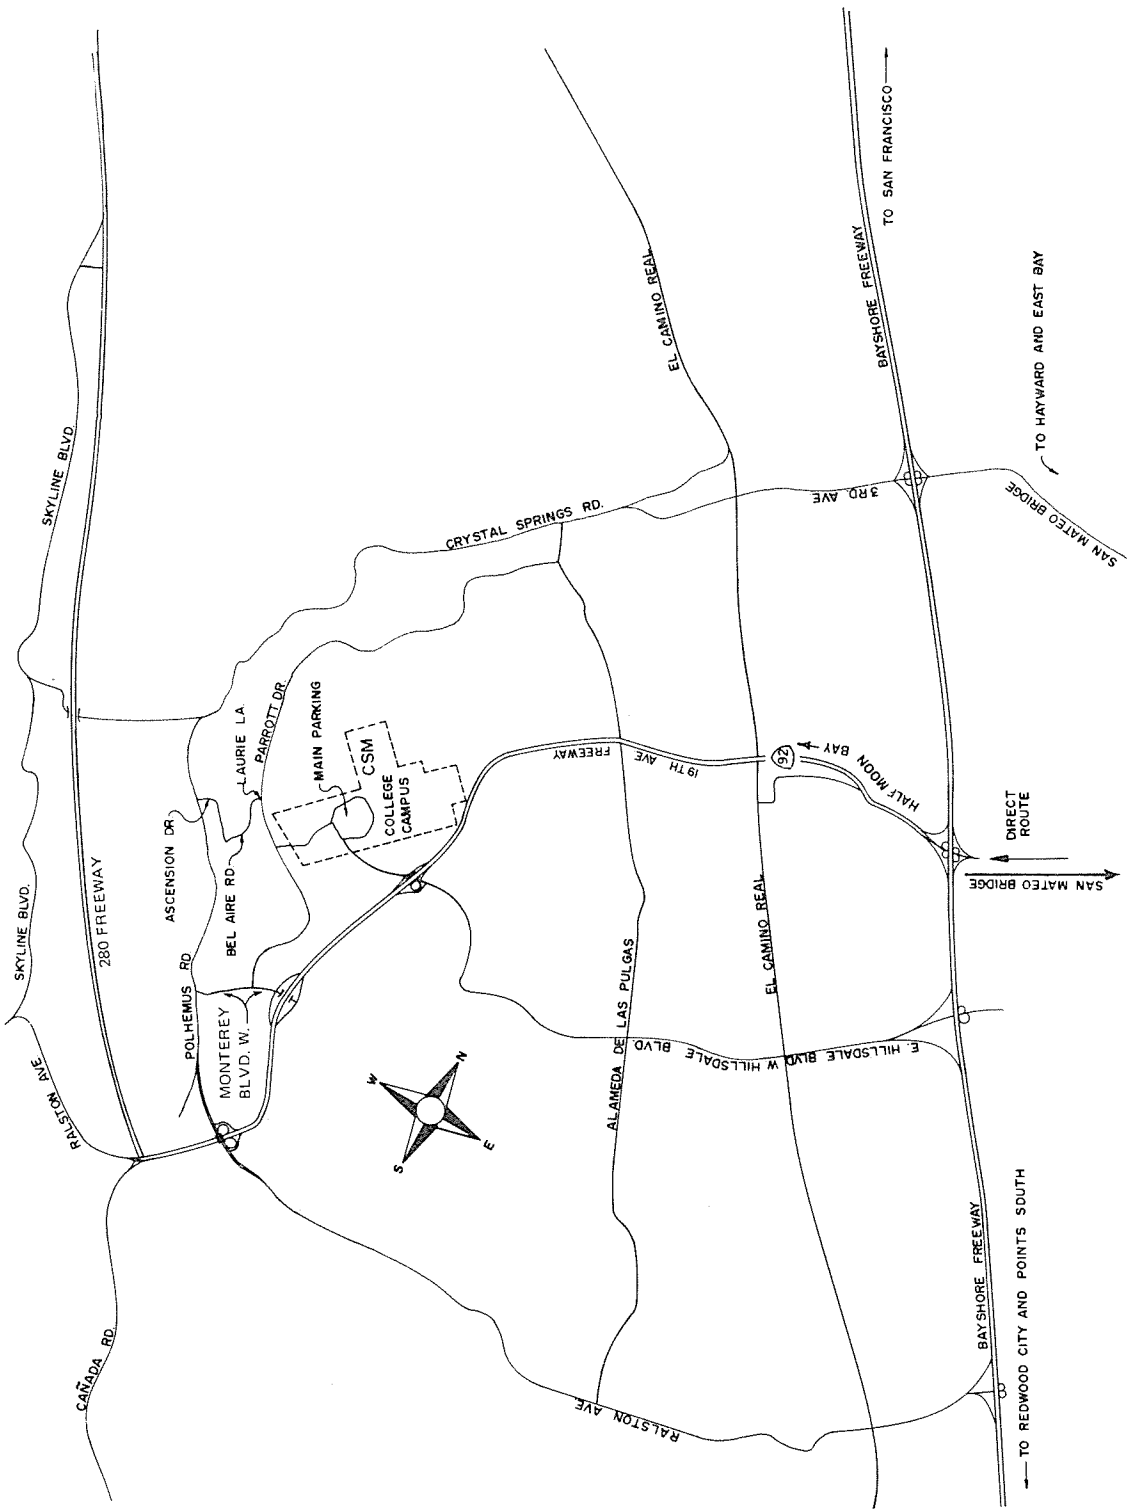 SKYLINE BLVD.
SKYLINE BLVD.
280 FREEWAY
RALSTON AVE.
CAÑADA RD.
POLHEMUS RD
ASCENSION DR.
BEL AIRE RD.
LAURIE LA.
PARROTT DR.
MAIN PARKING
CSM
COLLEGE
CAMPUS
MONTEREY
BLVD. W.
CRYSTAL SPRINGS RD.
3RD. AVE
EL CAMINO REAL
BAYSHORE FREEWAY
TO SAN FRANCISCO
TO HAYWARD AND EAST BAY
SAN MATEO BRIDGE
19TH AVE FREEWAY
92
HALF MOON BAY
DIRECT
ROUTE
SAN MATEO BRIDGE
EL CAMINO REAL
ALAMEDA DE LAS PULGAS
W HILLSDALE BLVD.
E. HILLSDALE BLVD
N
W
S
E
RALSTON AVE.
BAYSHORE FREEWAY
TO REDWOOD CITY AND POINTS SOUTH